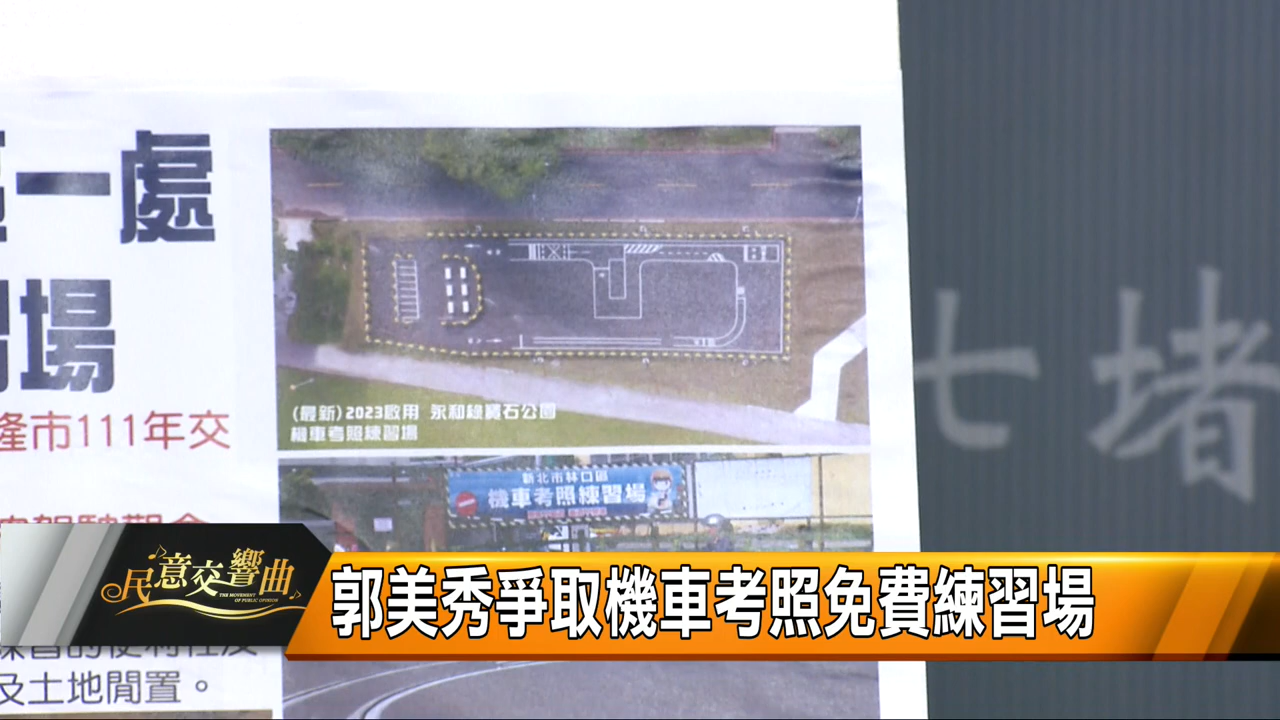 一處
場
七堵
隆市111年交
(最新)2023啟用 永和綠寶石公園
機車考照練習場
新北市林口區
機車考照練習場
民意交響曲
THE MOVEMENT
OF PUBLIC OPINION
郭美秀爭取機車考照免費練習場
及土地閒置。